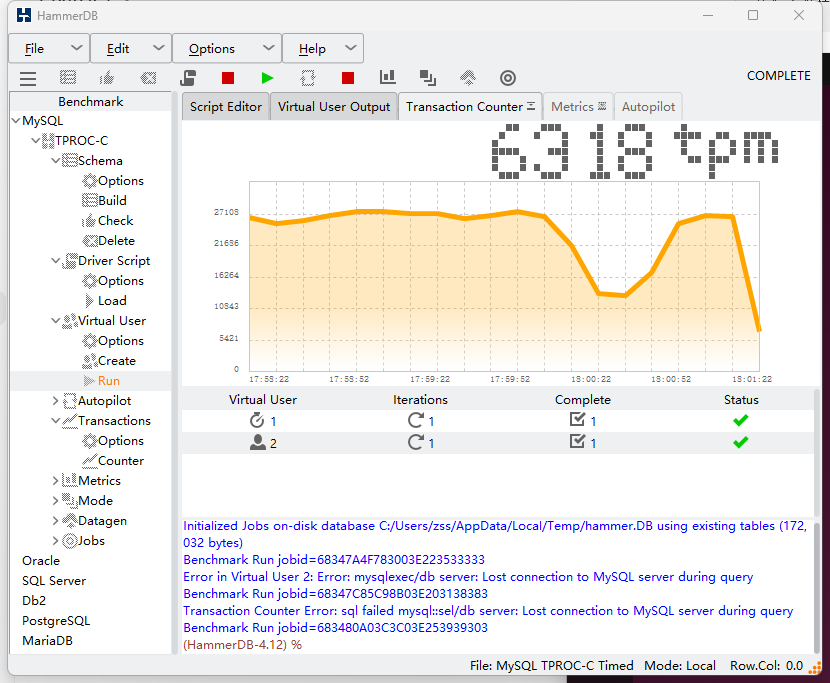 HammerDB
File Edit Options Help
COMPLETE
Benchmark
MySQL
TPROC-C
Schema
Options
Build
Check
Delete
Driver Script
Options
Load
Virtual User
Options
Create
Run
Autopilot
Transactions
Options
Counter
Metrics
Mode
Datagen
Jobs
Oracle
SQL Server
Db2
PostgreSQL
MariaDB
Script Editor Virtual User Output Transaction Counter Metrics Autopilot
6318 tpm
27108
21686
16264
10843
5421
0
17:58:22 17:58:52 17:59:22 17:59:52 18:00:22 18:00:52 18:01:22
Virtual User Iterations Complete Status
1 1 1
2 1 1
Initialized Jobs on-disk database C:/Users/zss/AppData/Local/Temp/hammer.DB using existing tables (172,
032 bytes)
Benchmark Run jobid=68347A4F783003E223533333
Error in Virtual User 2: Error: mysqlexec/db server: Lost connection to MySQL server during query
Benchmark Run jobid=68347C85C98B03E203138383
Transaction Counter Error: sql failed mysql::sel/db server: Lost connection to MySQL server during query
Benchmark Run jobid=683480A03C3C03E253939303
(HammerDB-4.12) %
File: MySQL TPROC-C Timed Mode: Local Row.Col: 0.0